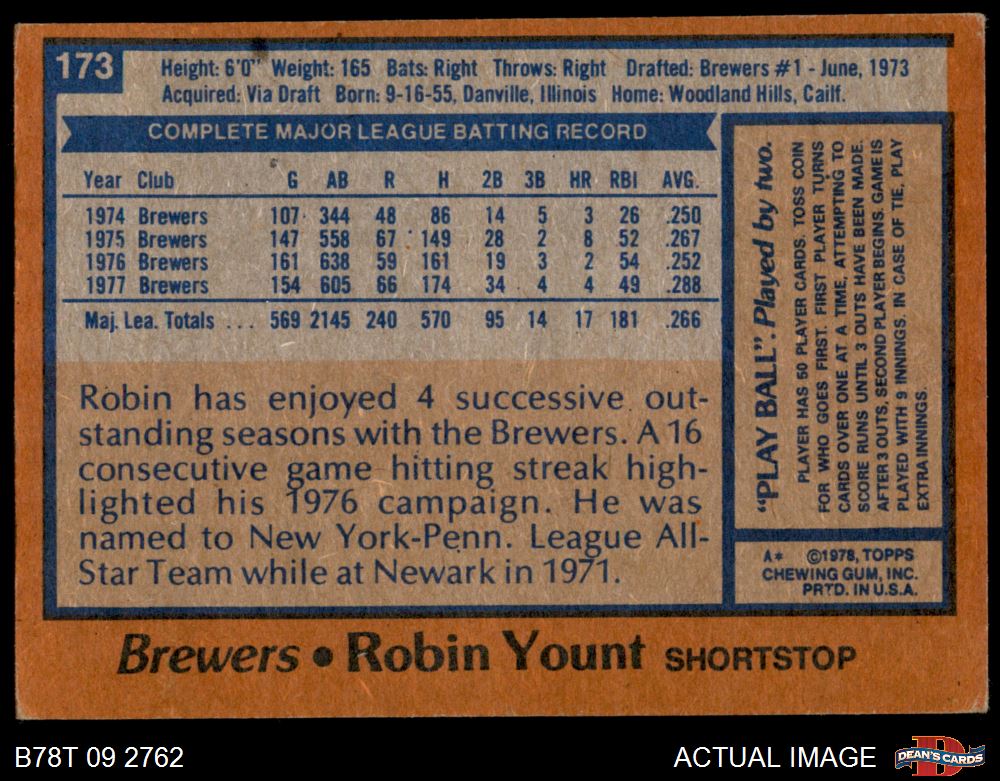 173
Height: 6'0" Weight: 165 Bats: Right Throws: Right Drafted: Brewers #1 - June, 1973
Acquired: Via Draft Born: 9-16-55, Danville, Illinois Home: Woodland Hills, Cailf.
COMPLETE MAJOR LEAGUE BATTING RECORD
Year Club G AB R H 2B 3B HR RBI AVG.
1974 Brewers 107 344 48 86 14 5 3 26 .250
1975 Brewers 147 558 67 149 28 2 8 52 .267
1976 Brewers 161 638 59 161 19 3 2 54 .252
1977 Brewers 154 605 66 174 34 4 4 49 .288
Maj. Lea. Totals ... 569 2145 240 570 95 14 17 181 .266
Robin has enjoyed 4 successive out-
standing seasons with the Brewers. A 16
consecutive game hitting streak high-
lighted his 1976 campaign. He was
named to New York-Penn. League All-
Star Team while at Newark in 1971.
"PLAY BALL". Played by two.
PLAYER HAS 50 PLAYER CARDS. TOSS COIN
FOR WHO GOES FIRST. FIRST PLAYER TURNS
CARDS OVER ONE AT A TIME, ATTEMPTING TO
SCORE RUNS UNTIL 3 OUTS HAVE BEEN MADE.
AFTER 3 OUTS, SECOND PLAYER BEGINS. GAME IS
PLAYED WITH 9 INNINGS. IN CASE OF TIE, PLAY
EXTRA INNINGS.
A* ©1978, TOPPS
CHEWING GUM, INC.
PRTD. IN U.S.A.
Brewers • Robin Yount SHORTSTOP
B78T 09 2762
ACTUAL IMAGE
D
DEAN'S CARDS